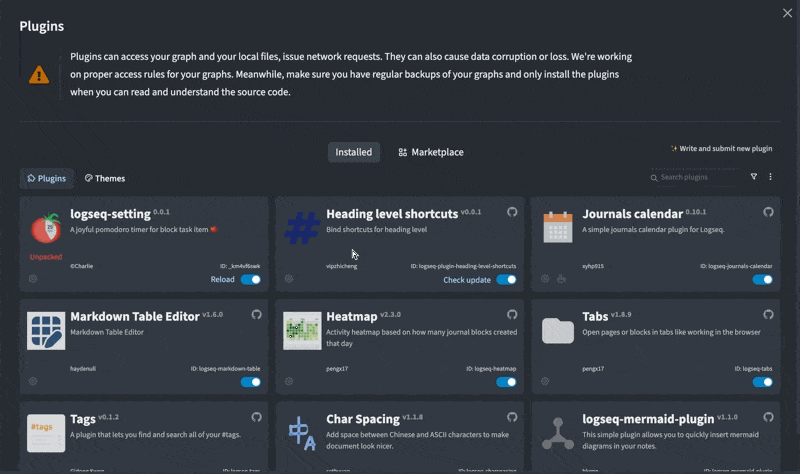 Plugins
Plugins can access your graph and your local files, issue network requests. They can also cause data corruption or loss. We're working
on proper access rules for your graphs. Meanwhile, make sure you have regular backups of your graphs and only install the plugins
when you can read and understand the source code.
Installed
Marketplace
✨ Write and submit new plugin
Plugins
Themes
Search plugins
logseq-setting 0.0.1
A joyful pomodoro timer for block task item
Unpacked
©Charlie
Reload
Heading level shortcuts v0.0.1
Bind shortcuts for heading level
vipzhicheng
ID: logseq-plugin-heading-level-shortcuts
Check update
Journals calendar 0.10.1
A simple journals calendar plugin for Logseq.
xyhp915
ID: logseq-journals-calendar
Markdown Table Editor v1.6.0
Markdown Table Editor
haydenull
ID: logseq-markdown-table
Heatmap v2.3.0
Activity heatmap based on how many journal blocks created
that day
pengx17
ID: logseq-heatmap
Tabs v1.8.9
Open pages or blocks in tabs like working in the browser
pengx17
ID: logseq-tabs
#tags
Tags v0.1.2
A plugin that lets you find and search all of your #tags.
Char Spacing v1.1.8
Add space between Chinese and ASCII characters to make
document look nicer.
logseq-mermaid-plugin v1.1.0
This simple plugin allows you to quickly insert mermaid
diagrams in your notes.